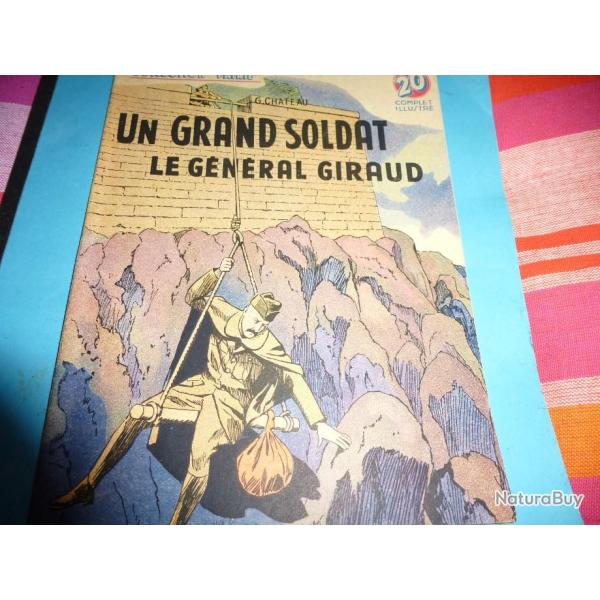 20
COMPLET
ILLUSTRÉ
G. CHATEAU
UN GRAND SOLDAT
LE GÉNÉRAL GIRAUD
NaturaBuy